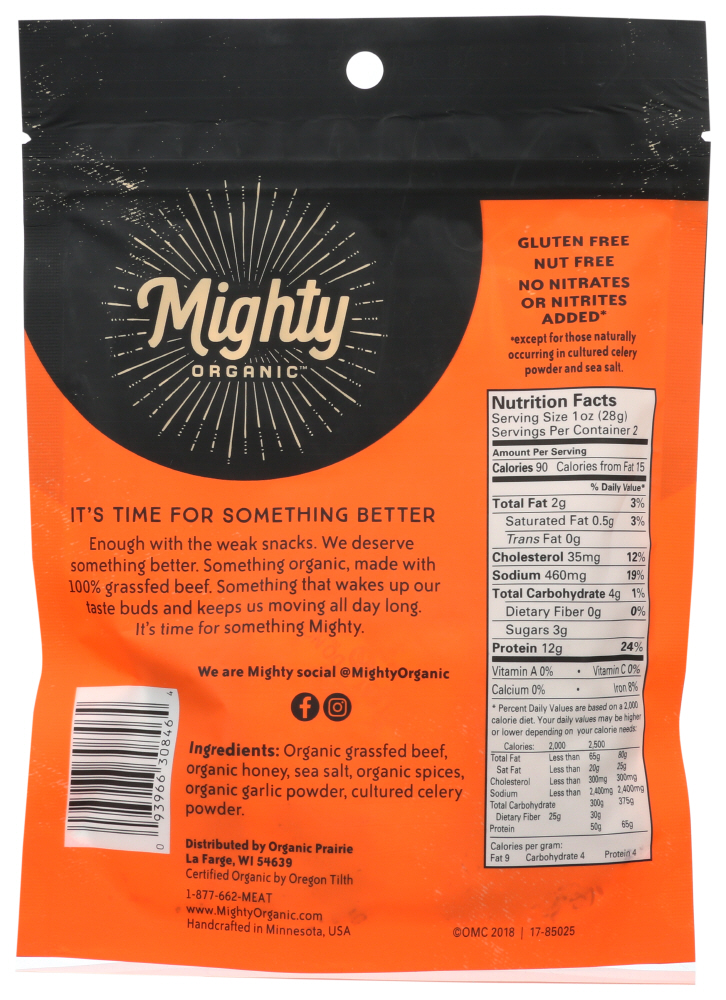 Mighty
ORGANIC™
GLUTEN FREE
NUT FREE
NO NITRATES
OR NITRITES
ADDED*
*except for those naturally
occurring in cultured celery
powder and sea salt.
Nutrition Facts
Serving Size 1 oz (28g)
Servings Per Container 2
Amount Per Serving
Calories 90 Calories from Fat 15
% Daily Value*
Total Fat 2g 3%
Saturated Fat 0.5g 3%
Trans Fat 0g
Cholesterol 35mg 12%
Sodium 460mg 19%
Total Carbohydrate 4g 1%
Dietary Fiber 0g 0%
Sugars 3g
Protein 12g 24%
Vitamin A 0% • Vitamin C 0%
Calcium 0% • Iron 8%
* Percent Daily Values are based on a 2,000
calorie diet. Your daily values may be higher
or lower depending on your calorie needs:
Calories: 2,000 2,500
Total Fat Less than 65g 80g
Sat Fat Less than 20g 25g
Cholesterol Less than 300mg 300mg
Sodium Less than 2,400mg 2,400mg
Total Carbohydrate 300g 375g
Dietary Fiber 25g 30g
Protein 50g 65g
Calories per gram:
Fat 9 Carbohydrate 4 Protein 4
IT'S TIME FOR SOMETHING BETTER
Enough with the weak snacks. We deserve
something better. Something organic, made with
100% grassfed beef. Something that wakes up our
taste buds and keeps us moving all day long.
It's time for something Mighty.
We are Mighty social @MightyOrganic
0 93966 30846 4
Ingredients: Organic grassfed beef,
organic honey, sea salt, organic spices,
organic garlic powder, cultured celery
powder.
Distributed by Organic Prairie
La Farge, WI 54639
Certified Organic by Oregon Tilth
1-877-662-MEAT
www.MightyOrganic.com
Handcrafted in Minnesota, USA
©OMC 2018 | 17-85025